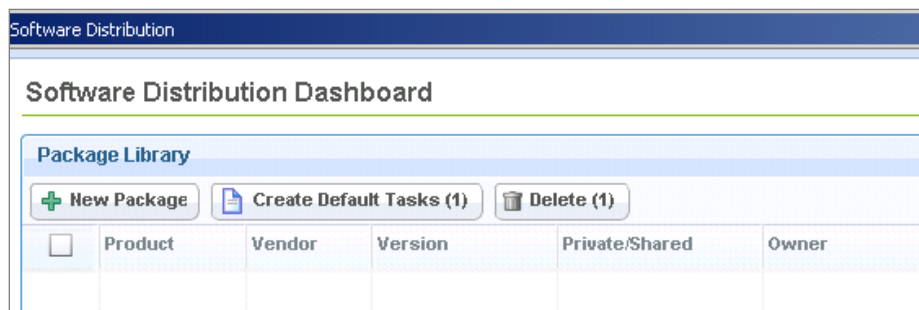 Software Distribution
Software Distribution Dashboard
Package Library
New Package Create Default Tasks (1) Delete (1)
Product Vendor Version Private/Shared Owner